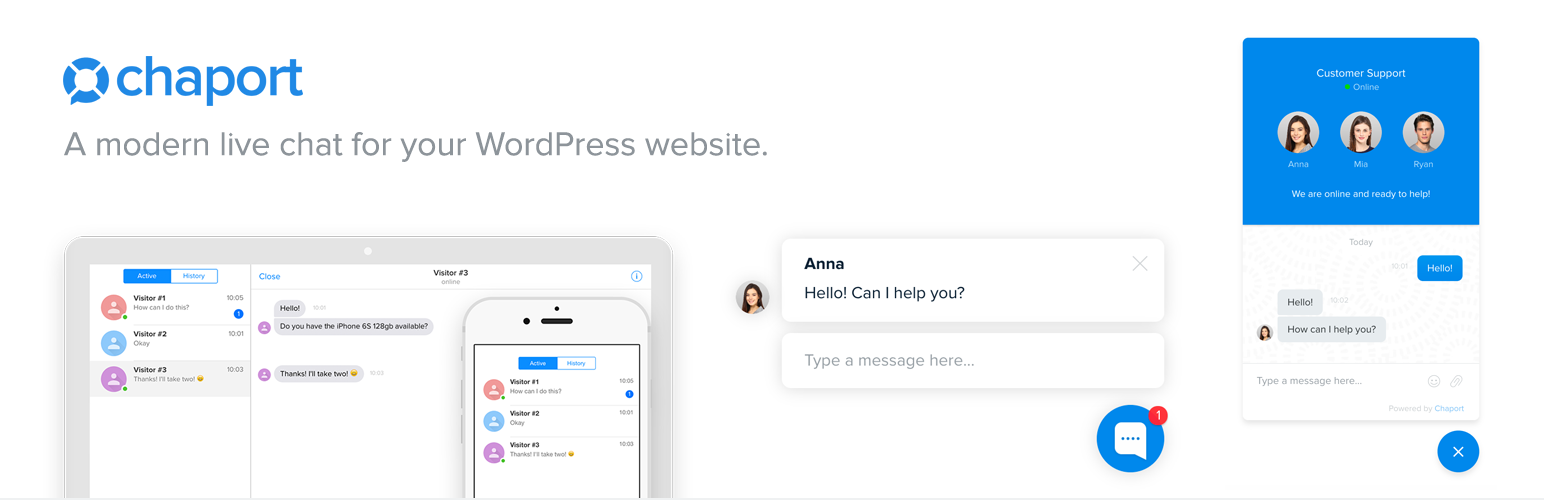 chaport
A modern live chat for your WordPress website.
Active
History
Visitor #1
10:05
How can I do this?
1
Visitor #2
10:01
Okay
Visitor #3
10:03
Thanks! I'll take two! 😀
Close
Visitor #3
online
Hello!
10:01
Do you have the iPhone 6S 128gb available?
Thanks! I'll take two! 😀
10:03
Active
History
Visitor #1
10:05
How can I do this?
1
Visitor #2
10:01
Okay
Visitor #3
10:03
Thanks! I'll take two! 😀
Anna
Hello! Can I help you?
Type a message here...
1
Customer Support
Online
Anna
Mia
Ryan
We are online and ready to help!
Today
10:01
Hello!
Hello!
10:02
How can I help you?
Type a message here...
Powered by Chaport